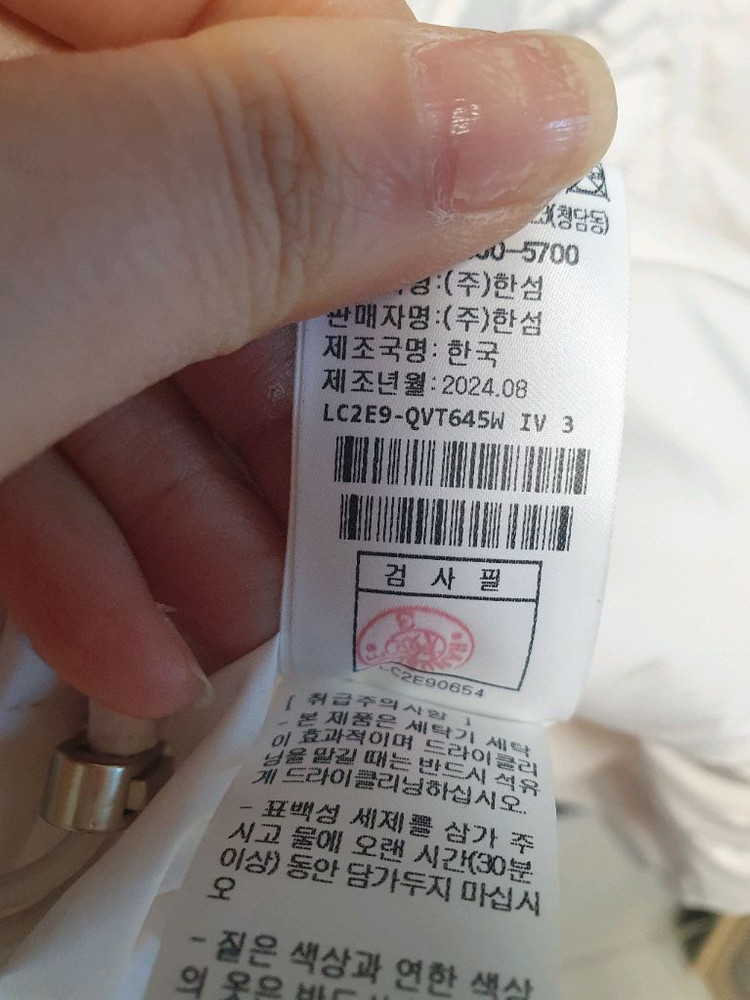 (청담동)
-5700
명:(주)한섬
판매자명:(주)한섬
제조국명: 한국
제조년월: 2024.08
LC2E9-QVT645W IV 3
검 사 필
LC2E90654
[ 취급주의사항 ]
- 본 제품은 세탁기 세탁
이 효과적이며 드라이클리
닝을 맡길 때는 반드시 석유
계 드라이클리닝하십시오.
- 표백성 세제를 삼가 주
시고 물에 오랜 시간(30분
이상) 동안 담가두지 마십시
오
- 짙은 색상과 연한 색상
의 옷은